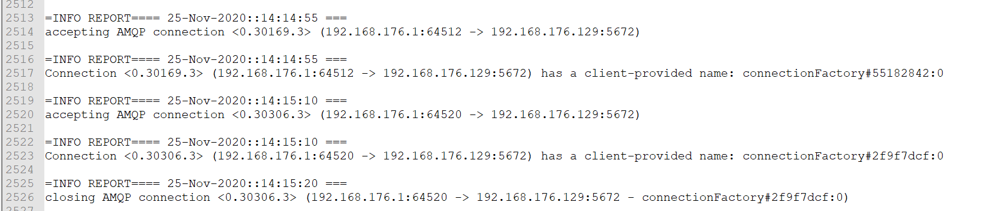 2512
2513 =INFO REPORT==== 25-Nov-2020::14:14:55 ===
2514 accepting AMQP connection <0.30169.3> (192.168.176.1:64512 -> 192.168.176.129:5672)
2515
2516 =INFO REPORT==== 25-Nov-2020::14:14:55 ===
2517 Connection <0.30169.3> (192.168.176.1:64512 -> 192.168.176.129:5672) has a client-provided name: connectionFactory#55182842:0
2518
2519 =INFO REPORT==== 25-Nov-2020::14:15:10 ===
2520 accepting AMQP connection <0.30306.3> (192.168.176.1:64520 -> 192.168.176.129:5672)
2521
2522 =INFO REPORT==== 25-Nov-2020::14:15:10 ===
2523 Connection <0.30306.3> (192.168.176.1:64520 -> 192.168.176.129:5672) has a client-provided name: connectionFactory#2f9f7dcf:0
2524
2525 =INFO REPORT==== 25-Nov-2020::14:15:20 ===
2526 closing AMQP connection <0.30306.3> (192.168.176.1:64520 -> 192.168.176.129:5672 - connectionFactory#2f9f7dcf:0)
2527